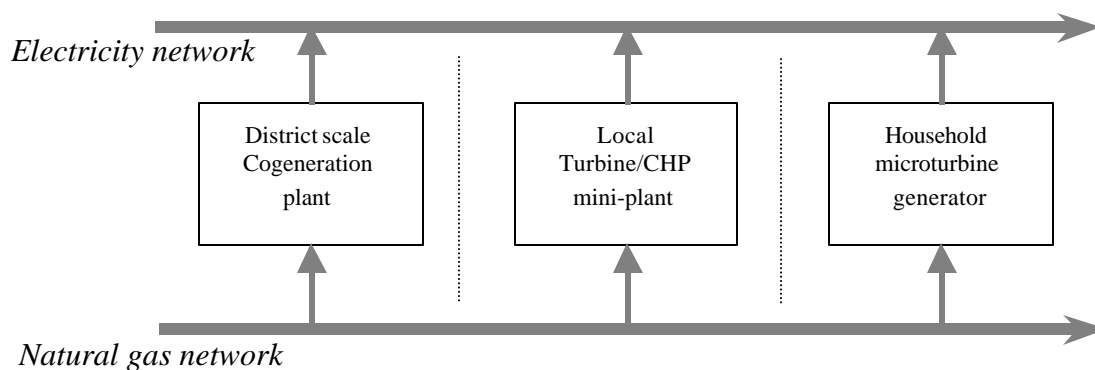 Electricity network
District scale
Cogeneration
plant
Local
Turbine/CHP
mini-plant
Household
microturbine
generator
Natural gas network